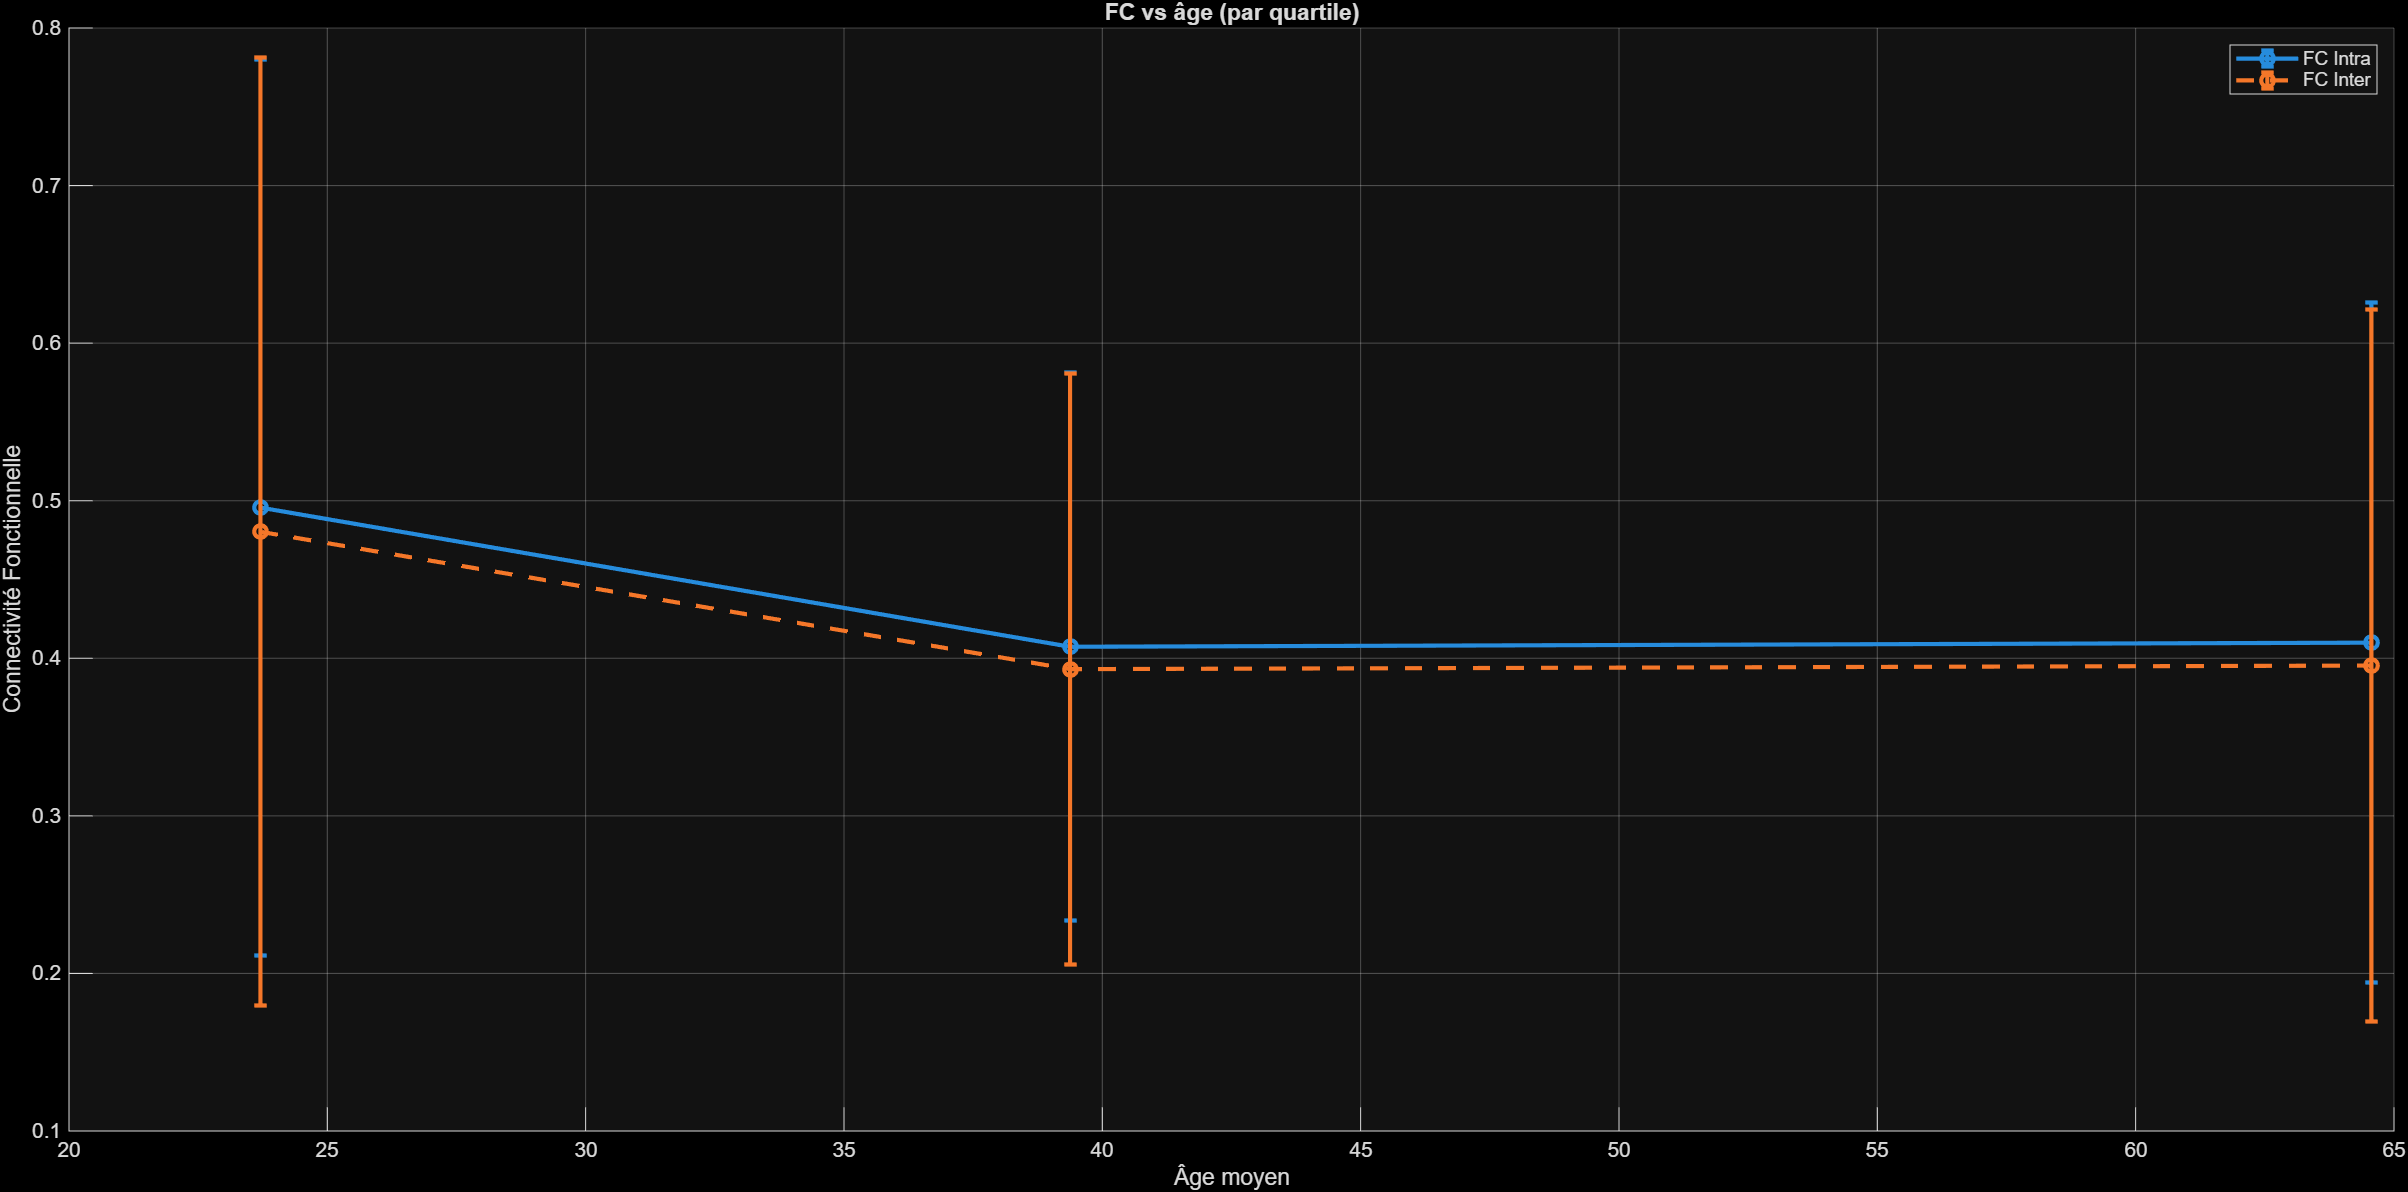 FC vs âge (par quartile)
FC Intra
FC Inter
Connectivité Fonctionnelle
0.8
0.7
0.6
0.5
0.4
0.3
0.2
0.1
20 25 30 35 40 45 50 55 60 65
Âge moyen